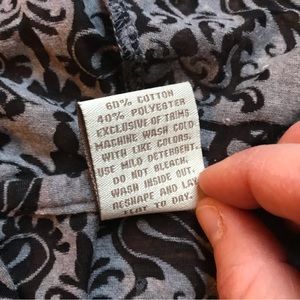 60% COTTON
40% POLYESTER
EXCLUSIVE OF TRIMS
MACHINE WASH COLD
WITH LIKE COLORS.
USE MILD DETERGENT.
DO NOT BLEACH.
WASH INSIDE OUT.
RESHAPE AND LAY
FLAT TO DRY.